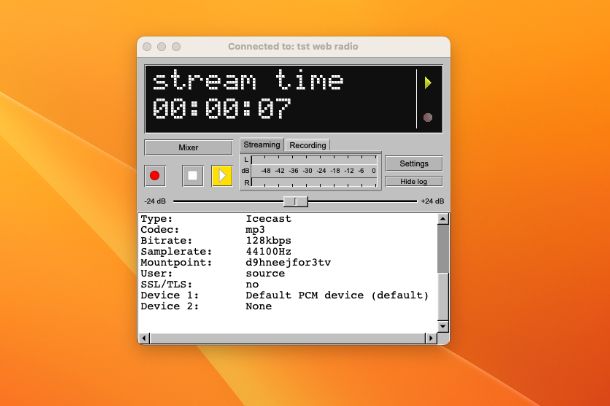 Connected to: tst web radio
stream time
00:00:07
Mixer
Streaming Recording
L
dB -48 -42 -36 -30 -24 -18 -12 -6 0
R
Settings
Hide log
-24 dB +24 dB
Type: Icecast
Codec: mp3
Bitrate: 128kbps
Samplerate: 44100Hz
Mountpoint: d9hneejfor3tv
User: source
SSL/TLS: no
Device 1: Default PCM device (default)
Device 2: None